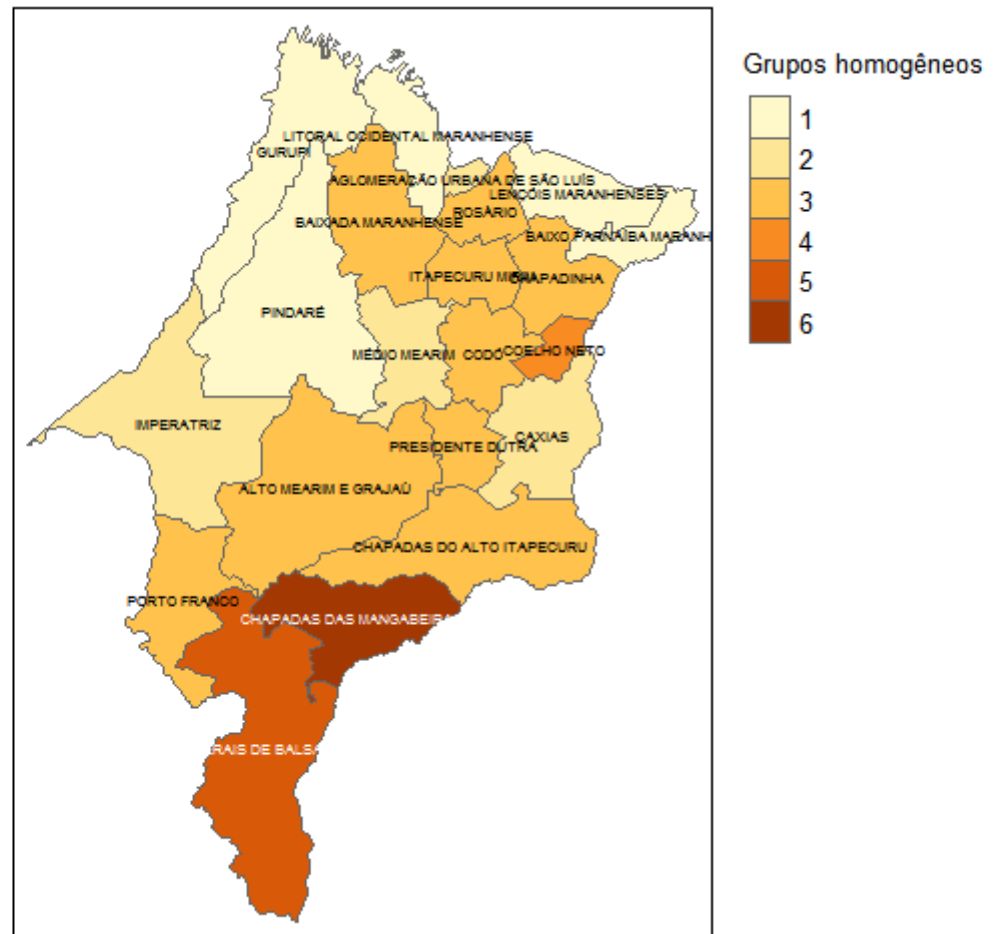 Grupos homogêneos
1
2
3
4
5
6
LITORAL OCIDENTAL MARANHENSE
GURUPI
AGLOMERAÇÃO URBANA DE SÃO LUÍS
LENÇÓIS MARANHENSES
ROSÁRIO
BAIXADA MARANHENSE
BAIXO PARNAÍBA MARANH
ITAPECURU MIRIM
CHAPADINHA
PINDARÉ
MÉDIO MEARIM
CODÓ
COELHO NETO
IMPERATRIZ
CAXIAS
PRESIDENTE DUTRA
ALTO MEARIM E GRAJAÚ
CHAPADAS DO ALTO ITAPECURU
PORTO FRANCO
CHAPADAS DAS MANGABEIRA
RAIS DE BALSA